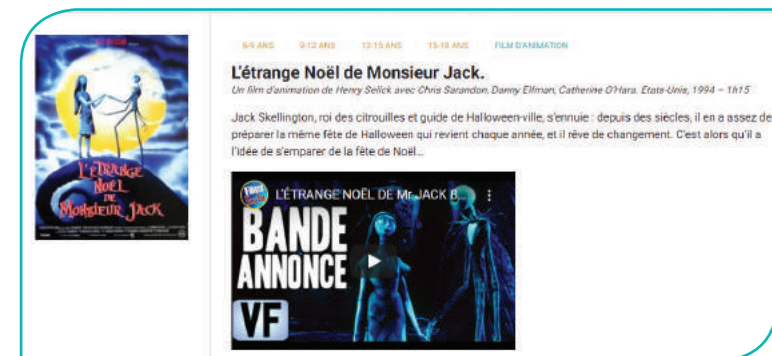 6-9 ANS 9-12 ANS 12-15 ANS 15-18 ANS FILM D'ANIMATION
L'étrange Noël de Monsieur Jack.
Un film d'animation de Henry Selick avec Chris Sarandon, Danny Elfman, Catherine O'Hara. Etats-Unis, 1994 – 1h15
Jack Skellington, roi des citrouilles et guide de Halloween-ville, s'ennuie : depuis des siècles, il en a assez de
préparer la même fête de Halloween qui revient chaque année, et il rêve de changement. C'est alors qu'il a
l'idée de s'emparer de la fête de Noël...
L'ÉTRANGE
NOËL
DE
MONSIEUR JACK
L'ÉTRANGE NOËL DE Mr JACK B...
BANDE
ANNONCE
VF